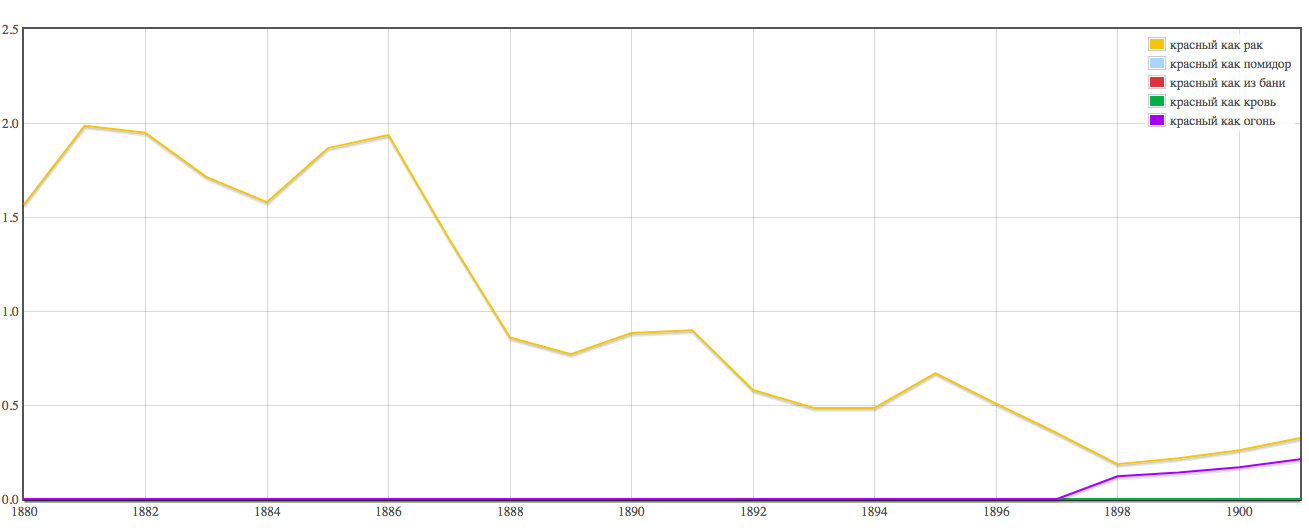 2.5
красный как рак
красный как помидор
красный как из бани
красный как кровь
красный как огонь
2.0
1.5
1.0
0.5
0.0
1880 1882 1884 1886 1888 1890 1892 1894 1896 1898 1900